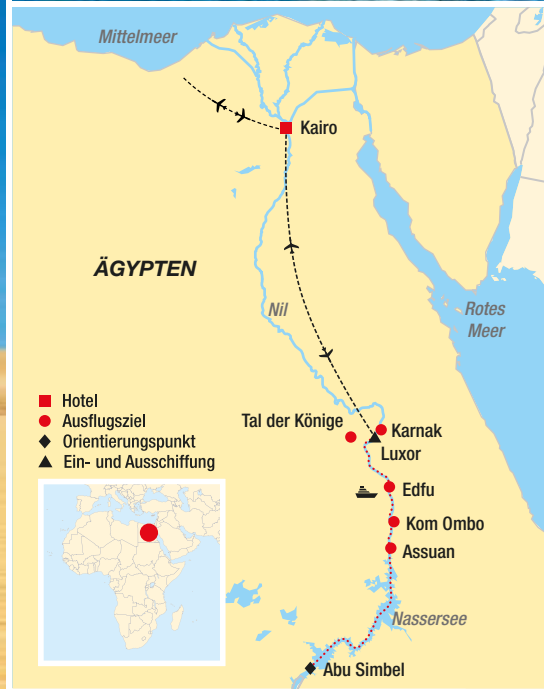 Mittelmeer
Kairo
ÄGYPTEN
Nil
Rotes
Meer
Hotel
Ausflugsziel
Orientierungspunkt
Ein- und Ausschiffung
Tal der Könige
Karnak
Luxor
Edfu
Kom Ombo
Assuan
Nassersee
Abu Simbel